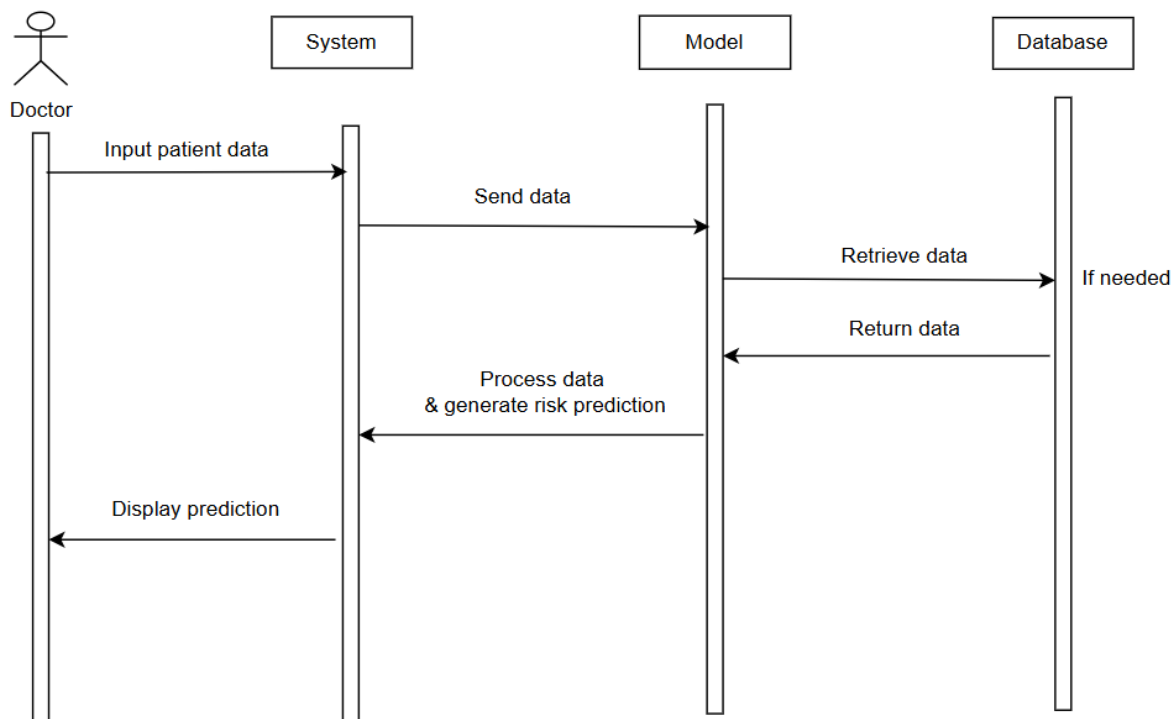 System
Model
Database
Doctor
Input patient data
Send data
Retrieve data
If needed
Return data
Process data
& generate risk prediction
Display prediction